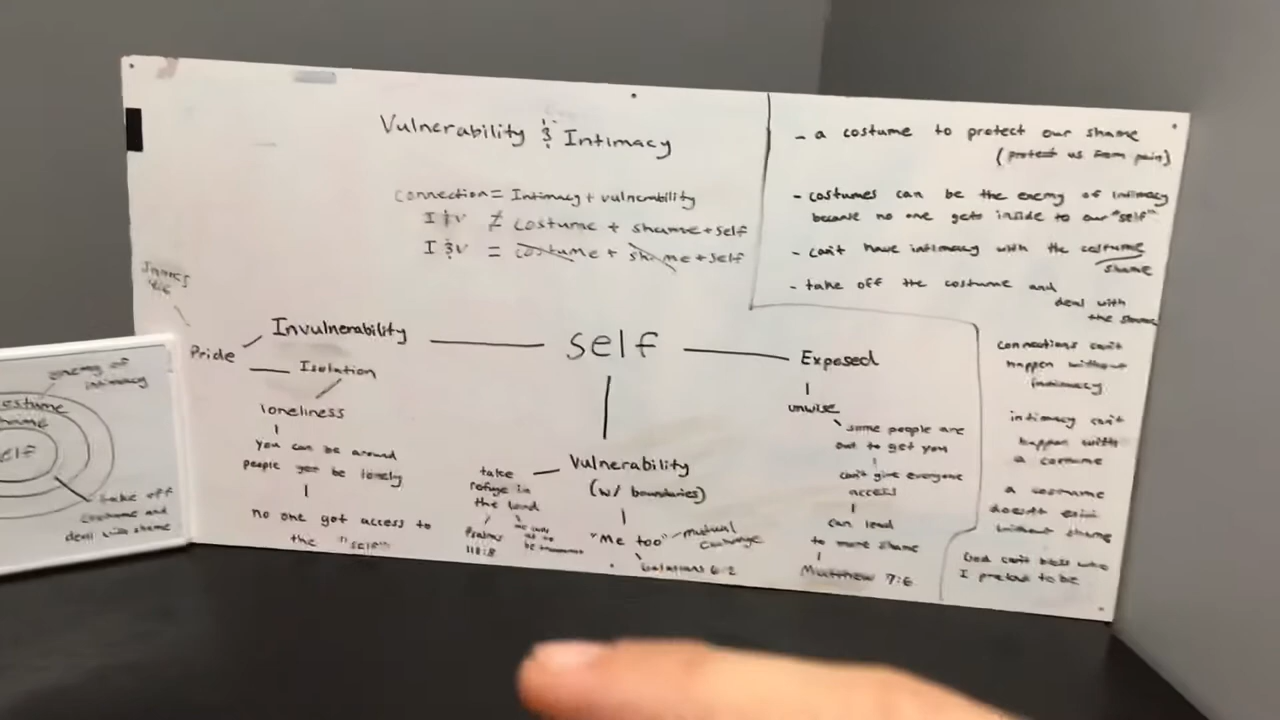 Vulnerability & Intimacy
connection = Intimacy + vulnerability
I & V ≠ costume + shame + self
I & V = costume + shame + self
- a costume to protect our shame
(protect us from pain)
- costumes can be the enemy of intimacy
because no one gets inside to our "self"
- can't have intimacy with the costume
shame
- take off the costume and
deal with
the shame
connections can't
happen without
intimacy
intimacy can't
happen with
a costume
a costume
doesn't exist
without shame
God can't bless who
I pretend to be
James
4:6
Pride
Invulnerability
Isolation
loneliness
you can be around
people yet be lonely
no one got access to
the "self"
self
Vulnerability
(w/ boundaries)
take
refuge in
the Lord
Psalms
118:8
"Me too"
mutual
exchange
Galatians 6:2
Exposed
unwise
some people are
out to get you
can't give everyone
access
can lead
to more shame
Matthew 7:6
enemy of
intimacy
costume
shame
self
take off
costume and
deal with shame